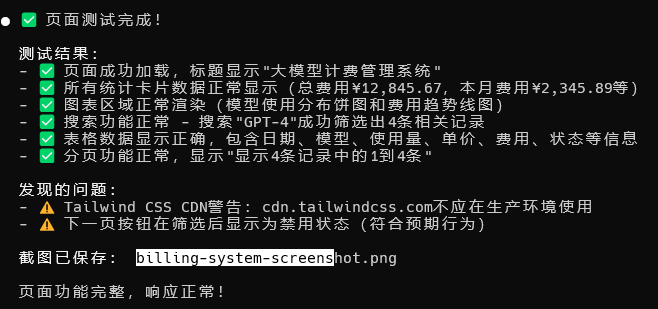 ● ✅ 页面测试完成!
测试结果:
- ✅ 页面成功加载, 标题显示"大模型计费管理系统"
- ✅ 所有统计卡片数据正常显示 (总费用¥12,845.67, 本月费用¥2,345.89等)
- ✅ 图表区域正常渲染 (模型使用分布饼图和费用趋势线图)
- ✅ 搜索功能正常 - 搜索"GPT-4"成功筛选出4条相关记录
- ✅ 表格数据显示正确, 包含日期、模型、使用量、单价、费用、状态等信息
- ✅ 分页功能正常, 显示"显示4条记录中的1到4条"
发现的问题:
- ⚠️ Tailwind CSS CDN警告: cdn.tailwindcss.com不应在生产环境使用
- ⚠️ 下一页按钮在筛选后显示为禁用状态 (符合预期行为)
截图已保存: billing-system-screenshot.png
页面功能完整, 响应正常!